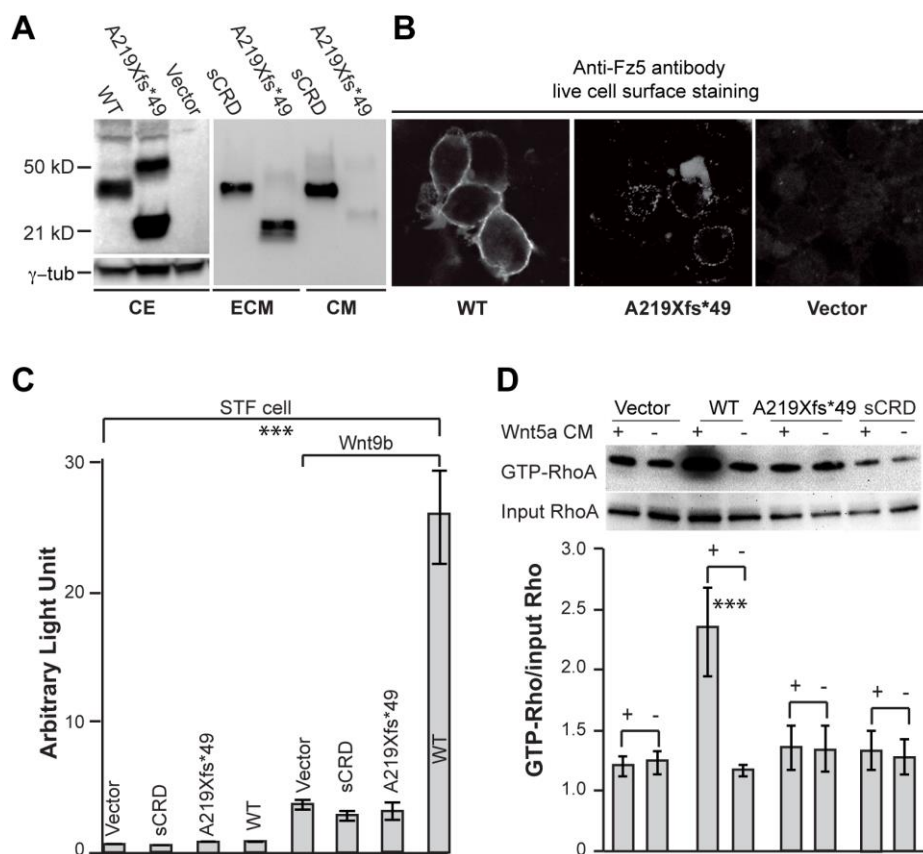 A
WT
A219Xfs*49
Vector
sCRD
A219Xfs*49
sCRD
A219Xfs*49
50 kD
21 kD
γ–tub
CE
ECM
CM
B
Anti-Fz5 antibody
live cell surface staining
WT
A219Xfs*49
Vector
C
STF cell
***
Wnt9b
Arbitrary Light Unit
30
20
10
0
Vector
sCRD
A219Xfs*49
WT
Vector
sCRD
A219Xfs*49
WT
D
Vector WT A219Xfs*49 sCRD
Wnt5a CM + - + - + - + -
GTP-RhoA
Input RhoA
GTP-Rho/input Rho
3.0
2.5
2.0
1.5
1.0
0
+ -
+ -
***
+ -
+ -